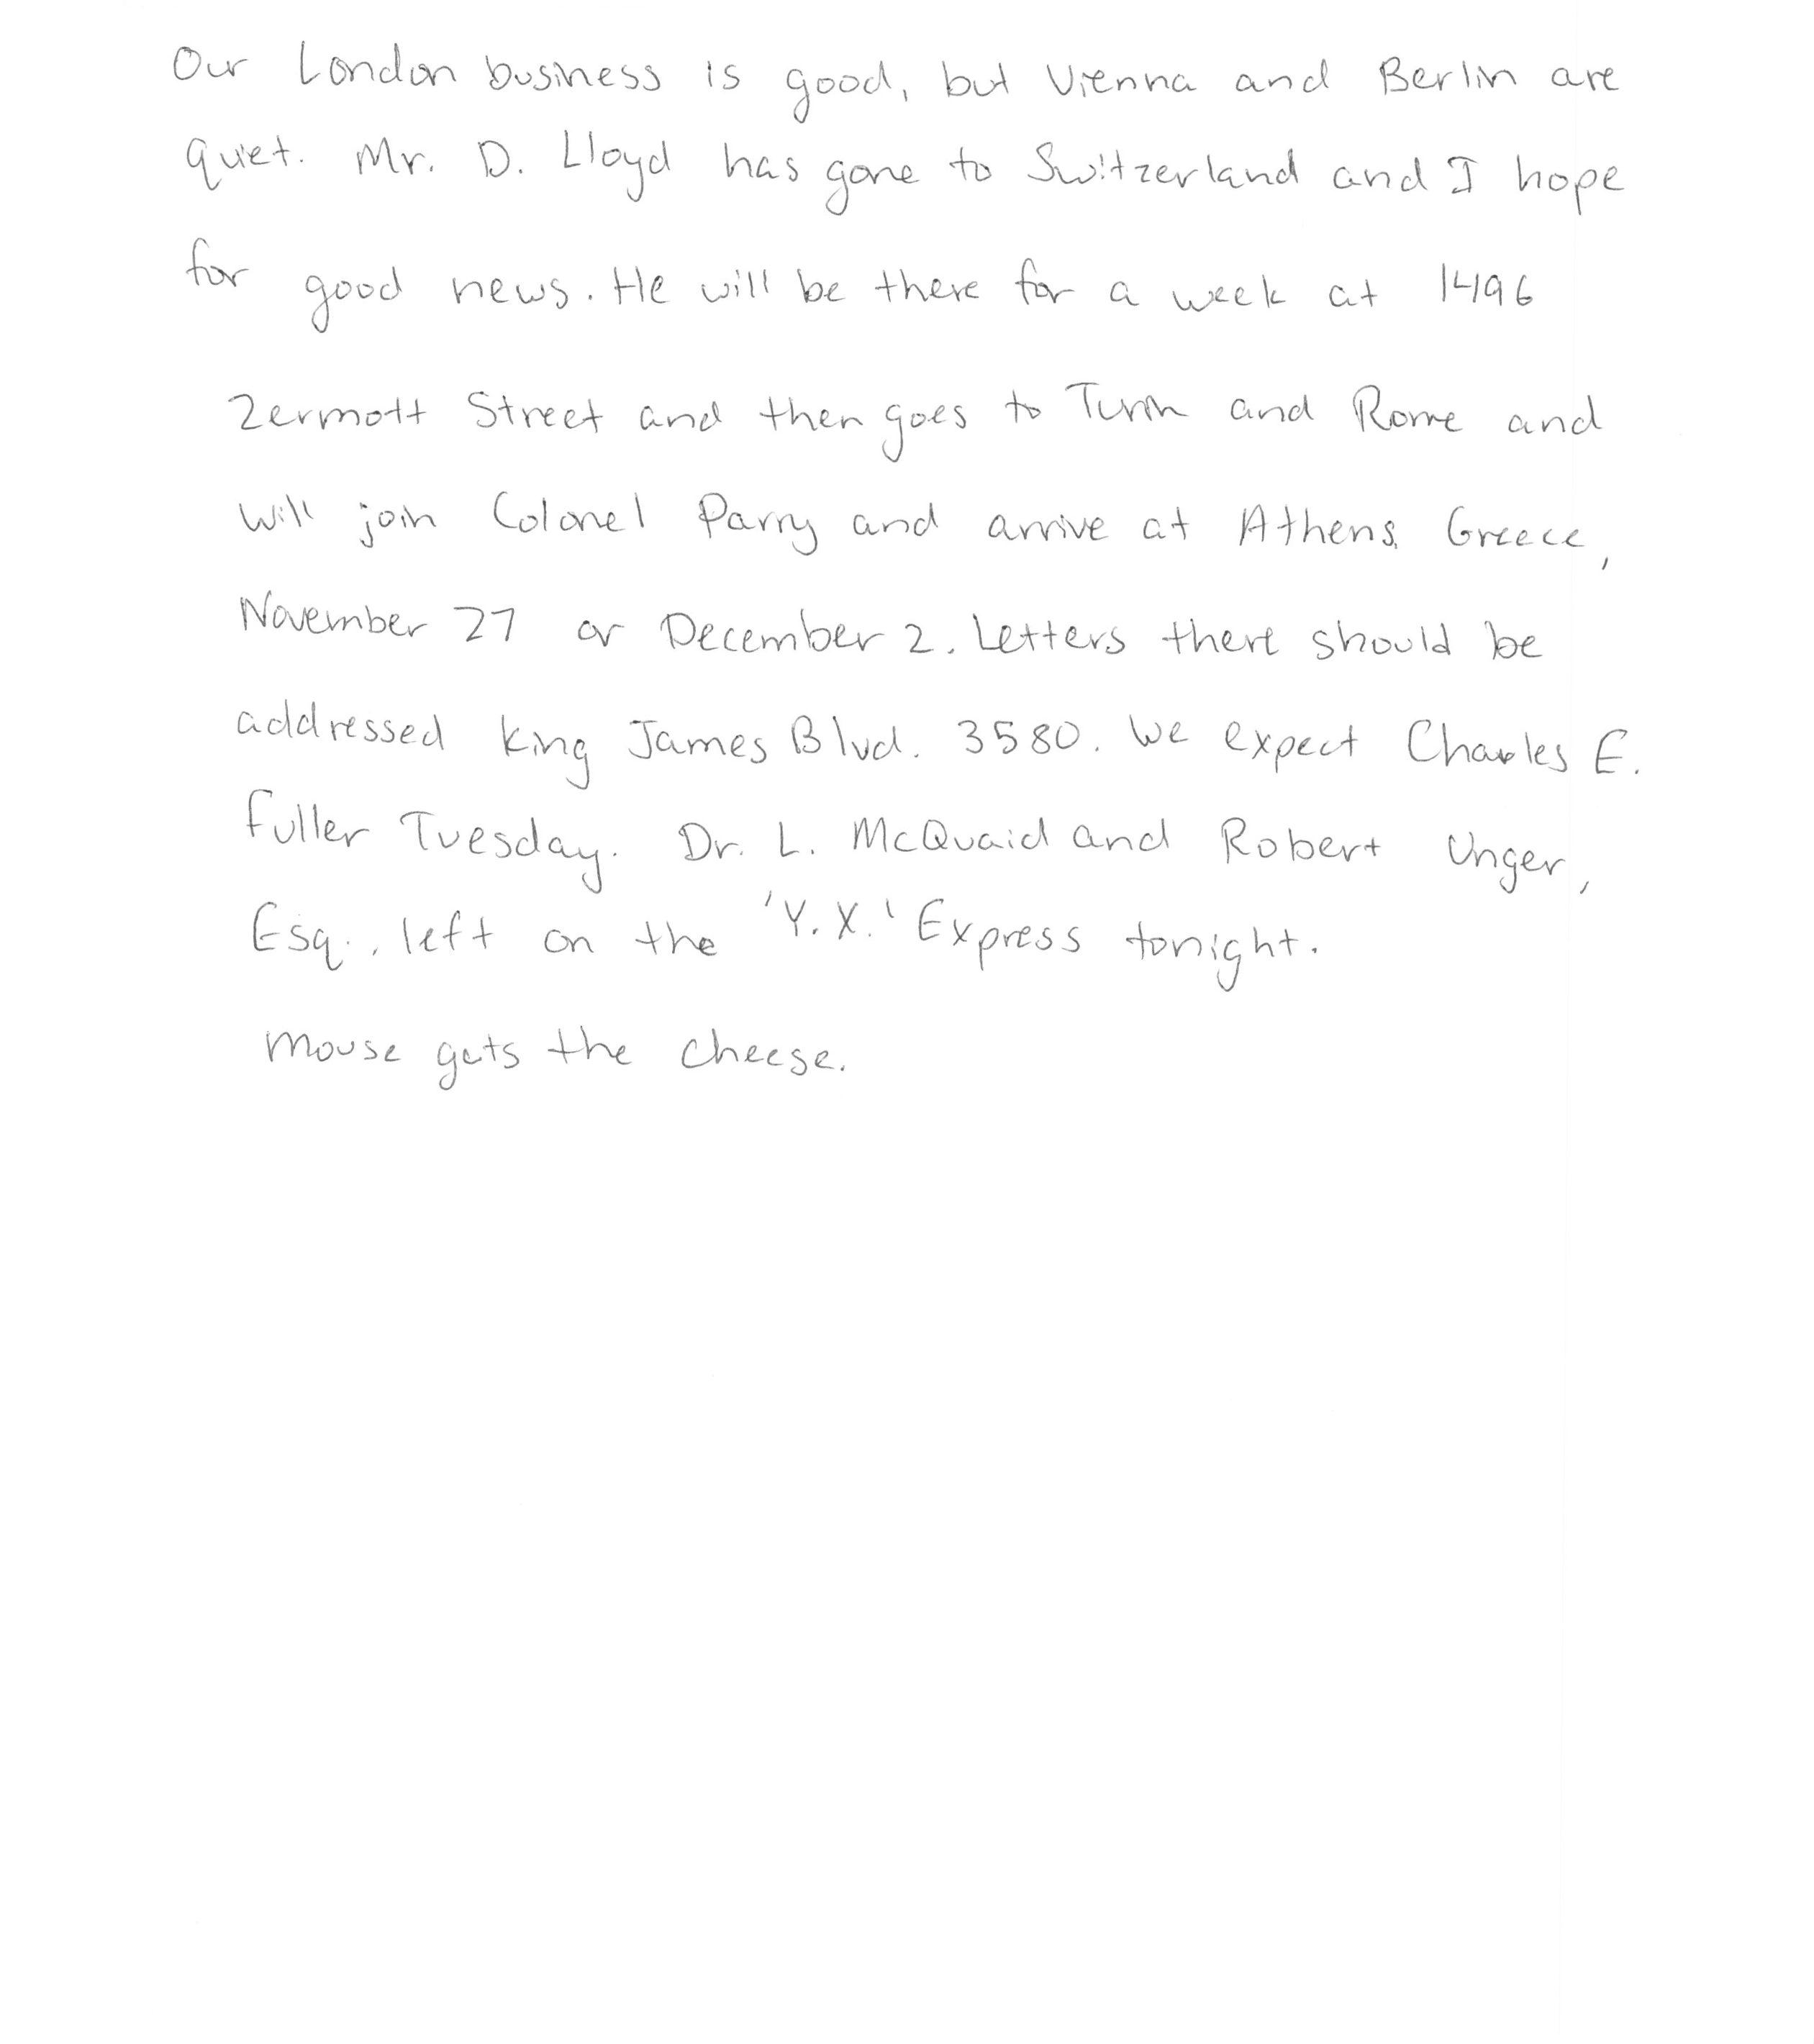 Our London business is good, but Vienna and Berlin are
quiet. Mr. D. Lloyd has gone to Switzerland and I hope
for good news. He will be there for a week at 1496
Zermott Street and then goes to Turin and Rome and
will join Colonel Parry and arrive at Athens, Greece,
November 27 or December 2. Letters there should be
addressed King James Blvd. 3580. We expect Charles E.
Fuller Tuesday. Dr. L. McQuaid and Robert Unger,
Esq., left on the 'Y.X.' Express tonight.
Mouse gets the cheese.